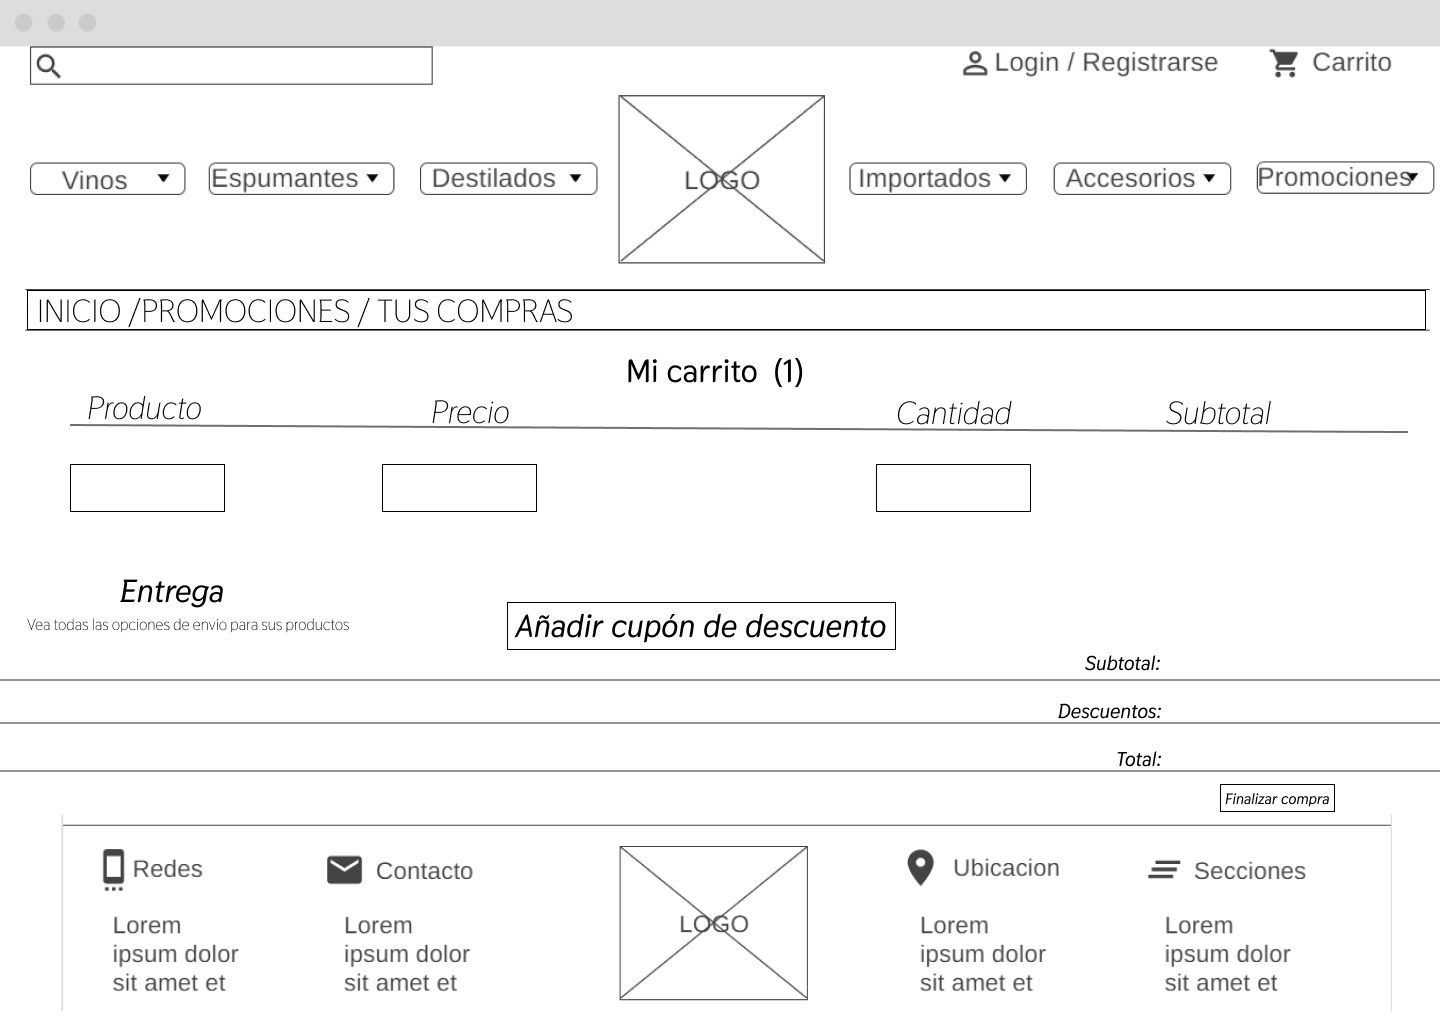 Login / Registrarse
Carrito
Vinos
Espumantes
Destilados
LOGO
Importados
Accesorios
Promociones
INICIO /PROMOCIONES / TUS COMPRAS
Mi carrito (1)
Producto
Precio
Cantidad
Subtotal
Entrega
Vea todas las opciones de envío para sus productos
Añadir cupón de descuento
Subtotal:
Descuentos:
Total:
Finalizar compra
Redes
Lorem
ipsum dolor
sit amet et
Contacto
Lorem
ipsum dolor
sit amet et
LOGO
Ubicacion
Lorem
ipsum dolor
sit amet et
Secciones
Lorem
ipsum dolor
sit amet et